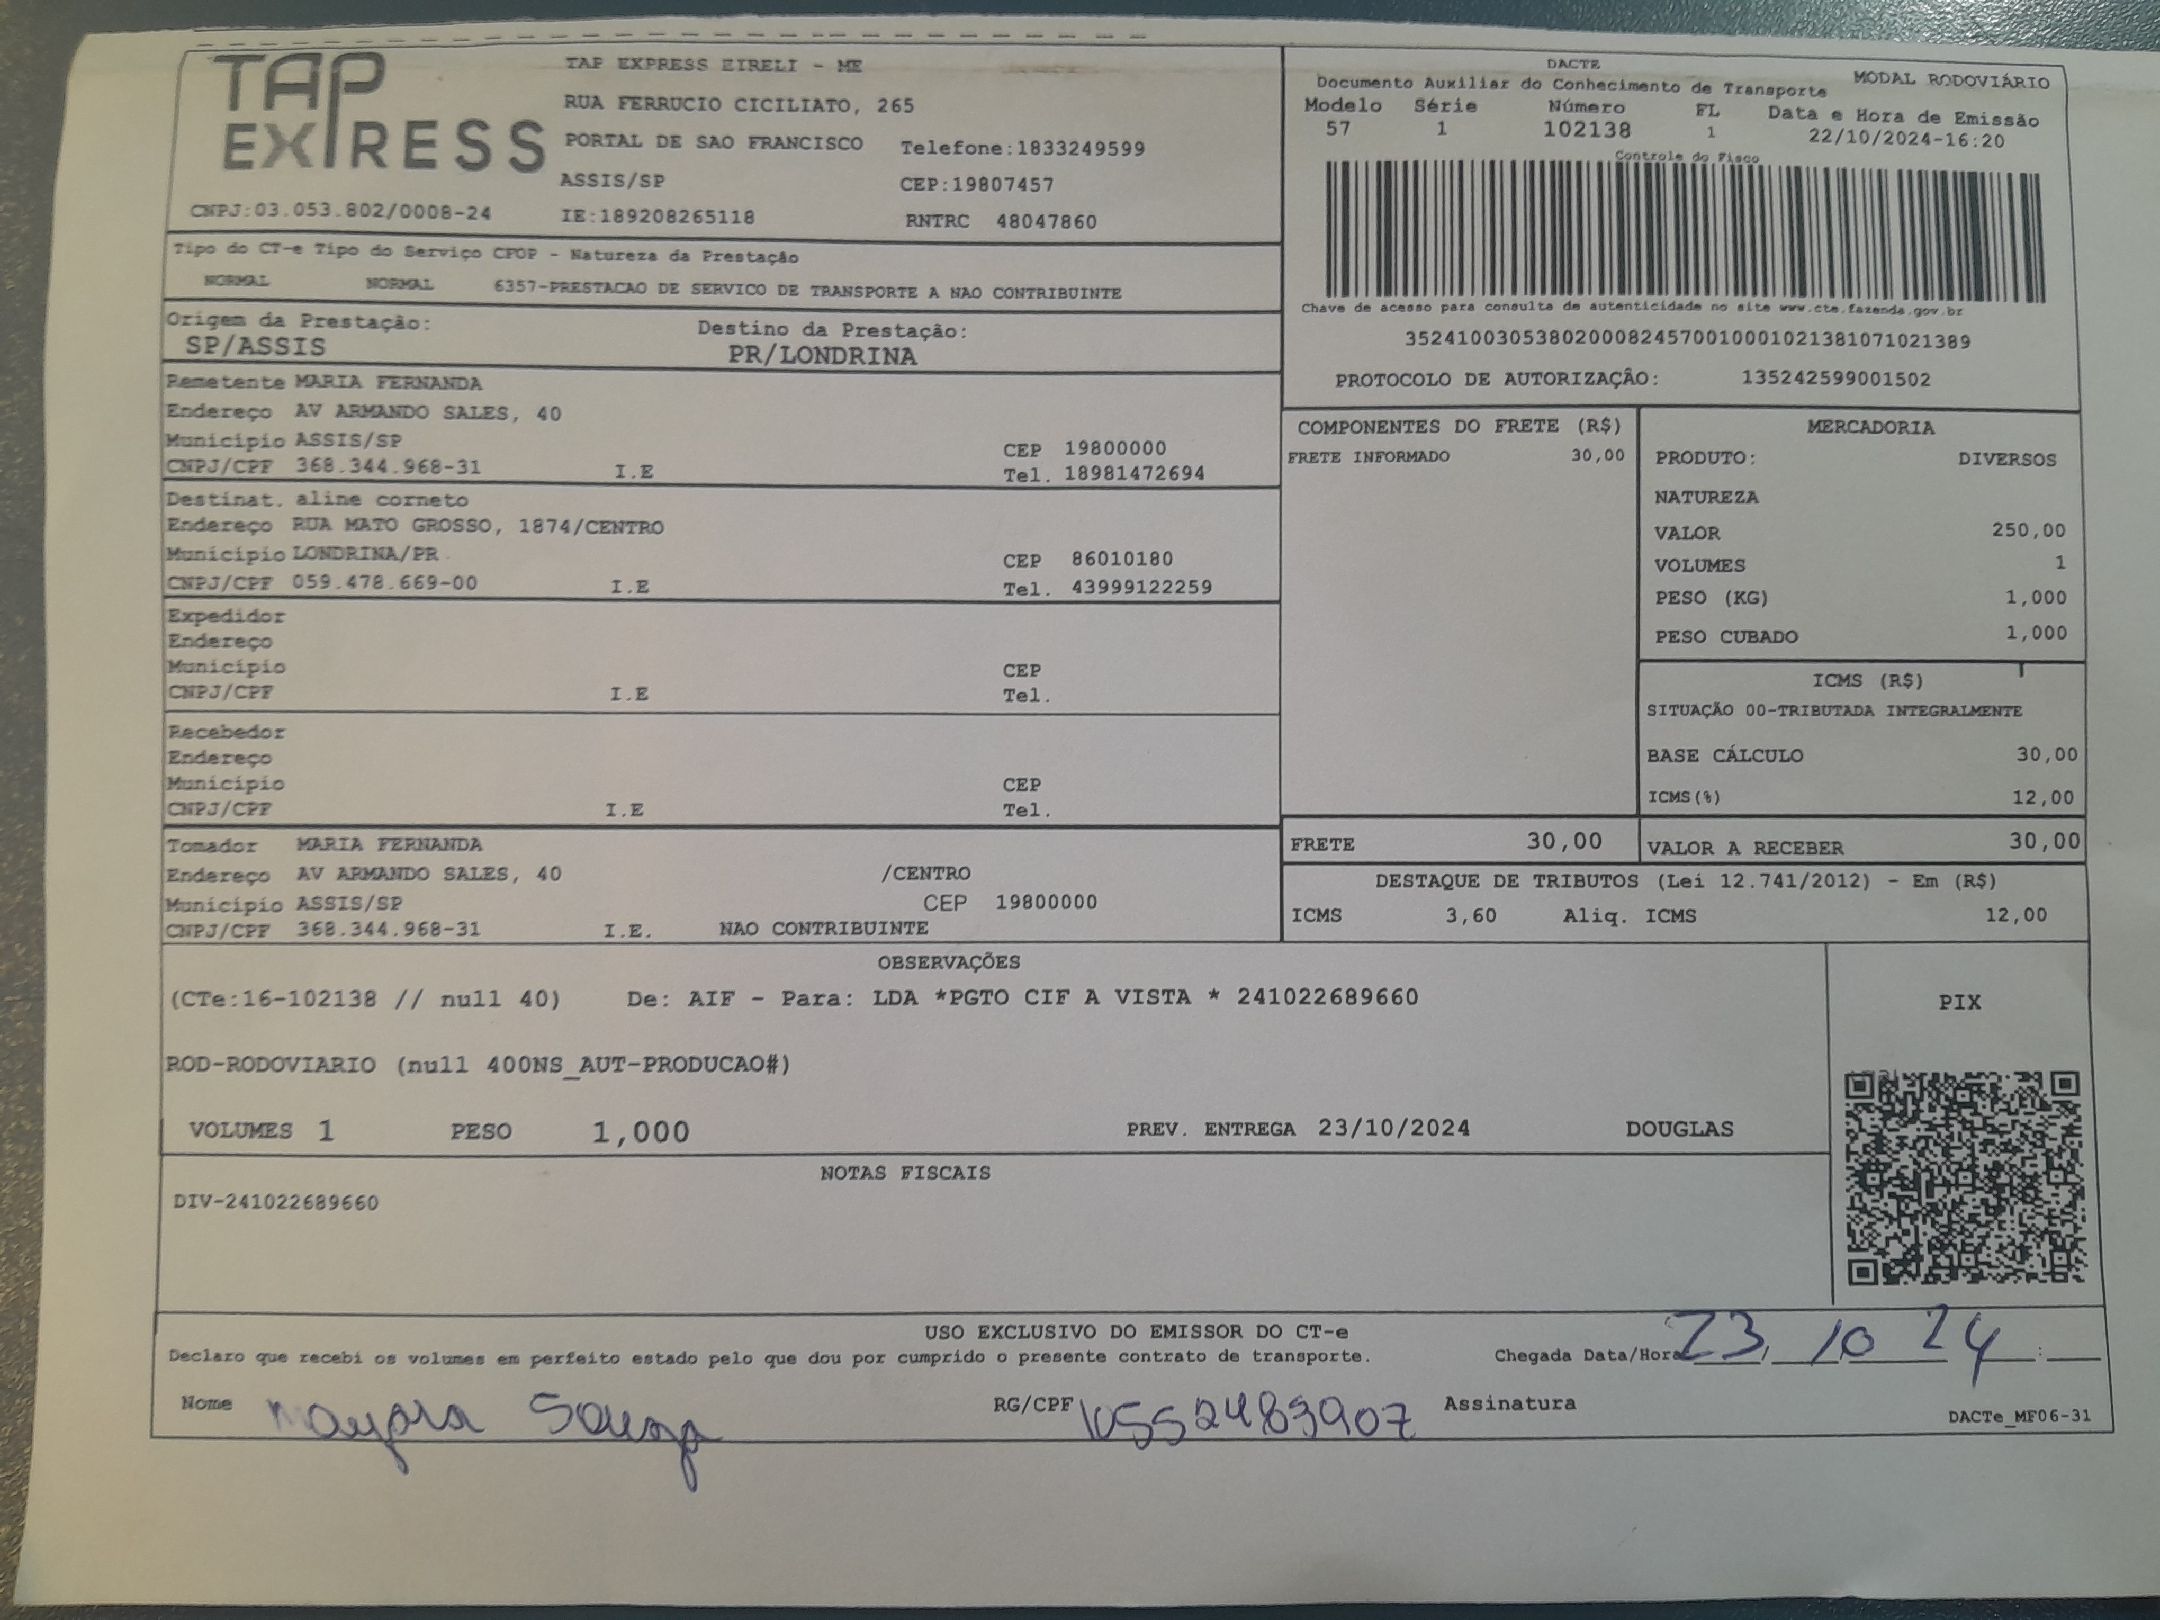 TAP EXPRESS
TAP EXPRESS EIRELI - ME
RUA FERRUCIO CICILIATO, 265
PORTAL DE SAO FRANCISCO Telefone:1833249599
ASSIS/SP CEP:19807457
CNPJ:03.053.802/0008-24 IE:189208265118 RNTRC 48047860
DACTE
Documento Auxiliar do Conhecimento de Transporte MODAL RODOVIÁRIO
Modelo Série Número FL Data e Hora de Emissão
57 1 102138 1 22/10/2024-16:20
Controle do Fisco
Chave de acesso para consulta de autenticidade no site www.cte.fazenda.gov.br
35241003053802000824570010001021381071021389
PROTOCOLO DE AUTORIZAÇÃO: 135242599001502
Tipo do CT-e Tipo do Serviço CFOP - Natureza da Prestação
NORMAL NORMAL 6357-PRESTACAO DE SERVICO DE TRANSPORTE A NAO CONTRIBUINTE
Origem da Prestação: Destino da Prestação:
SP/ASSIS PR/LONDRINA
Remetente MARIA FERNANDA
Endereço AV ARMANDO SALES, 40
Município ASSIS/SP CEP 19800000
CNPJ/CPF 368.344.968-31 I.E Tel. 18981472694
Destinat. aline corneto
Endereço RUA MATO GROSSO, 1874/CENTRO
Município LONDRINA/PR CEP 86010180
CNPJ/CPF 059.478.669-00 I.E Tel. 43999122259
Expedidor
Endereço
Município CEP
CNPJ/CPF I.E Tel.
Recebedor
Endereço
Município CEP
CNPJ/CPF I.E Tel.
Tomador MARIA FERNANDA
Endereço AV ARMANDO SALES, 40 /CENTRO
Município ASSIS/SP CEP 19800000
CNPJ/CPF 368.344.968-31 I.E. NAO CONTRIBUINTE
COMPONENTES DO FRETE (R$)
FRETE INFORMADO 30,00
MERCADORIA
PRODUTO: DIVERSOS
NATUREZA
VALOR 250,00
VOLUMES 1
PESO (KG) 1,000
PESO CUBADO 1,000
ICMS (R$)
SITUAÇÃO 00-TRIBUTADA INTEGRALMENTE
BASE CÁLCULO 30,00
ICMS(%) 12,00
FRETE 30,00 VALOR A RECEBER 30,00
DESTAQUE DE TRIBUTOS (Lei 12.741/2012) - Em (R$)
ICMS 3,60 Aliq. ICMS 12,00
OBSERVAÇÕES
(CTe:16-102138 // null 40) De: AIF - Para: LDA *PGTO CIF A VISTA * 241022689660
ROD-RODOVIARIO (null 400NS_AUT-PRODUCAO#)
VOLUMES 1 PESO 1,000 PREV. ENTREGA 23/10/2024 DOUGLAS
PIX
NOTAS FISCAIS
DIV-241022689660
USO EXCLUSIVO DO EMISSOR DO CT-e
Declaro que recebi os volumes em perfeito estado pelo que dou por cumprido o presente contrato de transporte. Chegada Data/Hora 23/10 24 :
Nome Mayara Souza RG/CPF Assinatura
DACTe_MF06-31